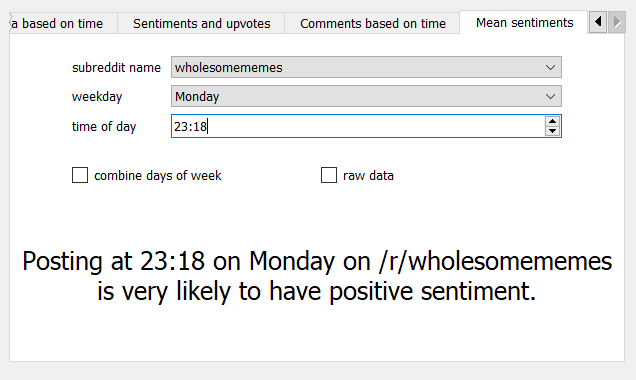 a based on time Sentiments and upvotes Comments based on time Mean sentiments
subreddit name wholesomememes
weekday Monday
time of day 23:18
combine days of week raw data
Posting at 23:18 on Monday on /r/wholesomememes
is very likely to have positive sentiment.